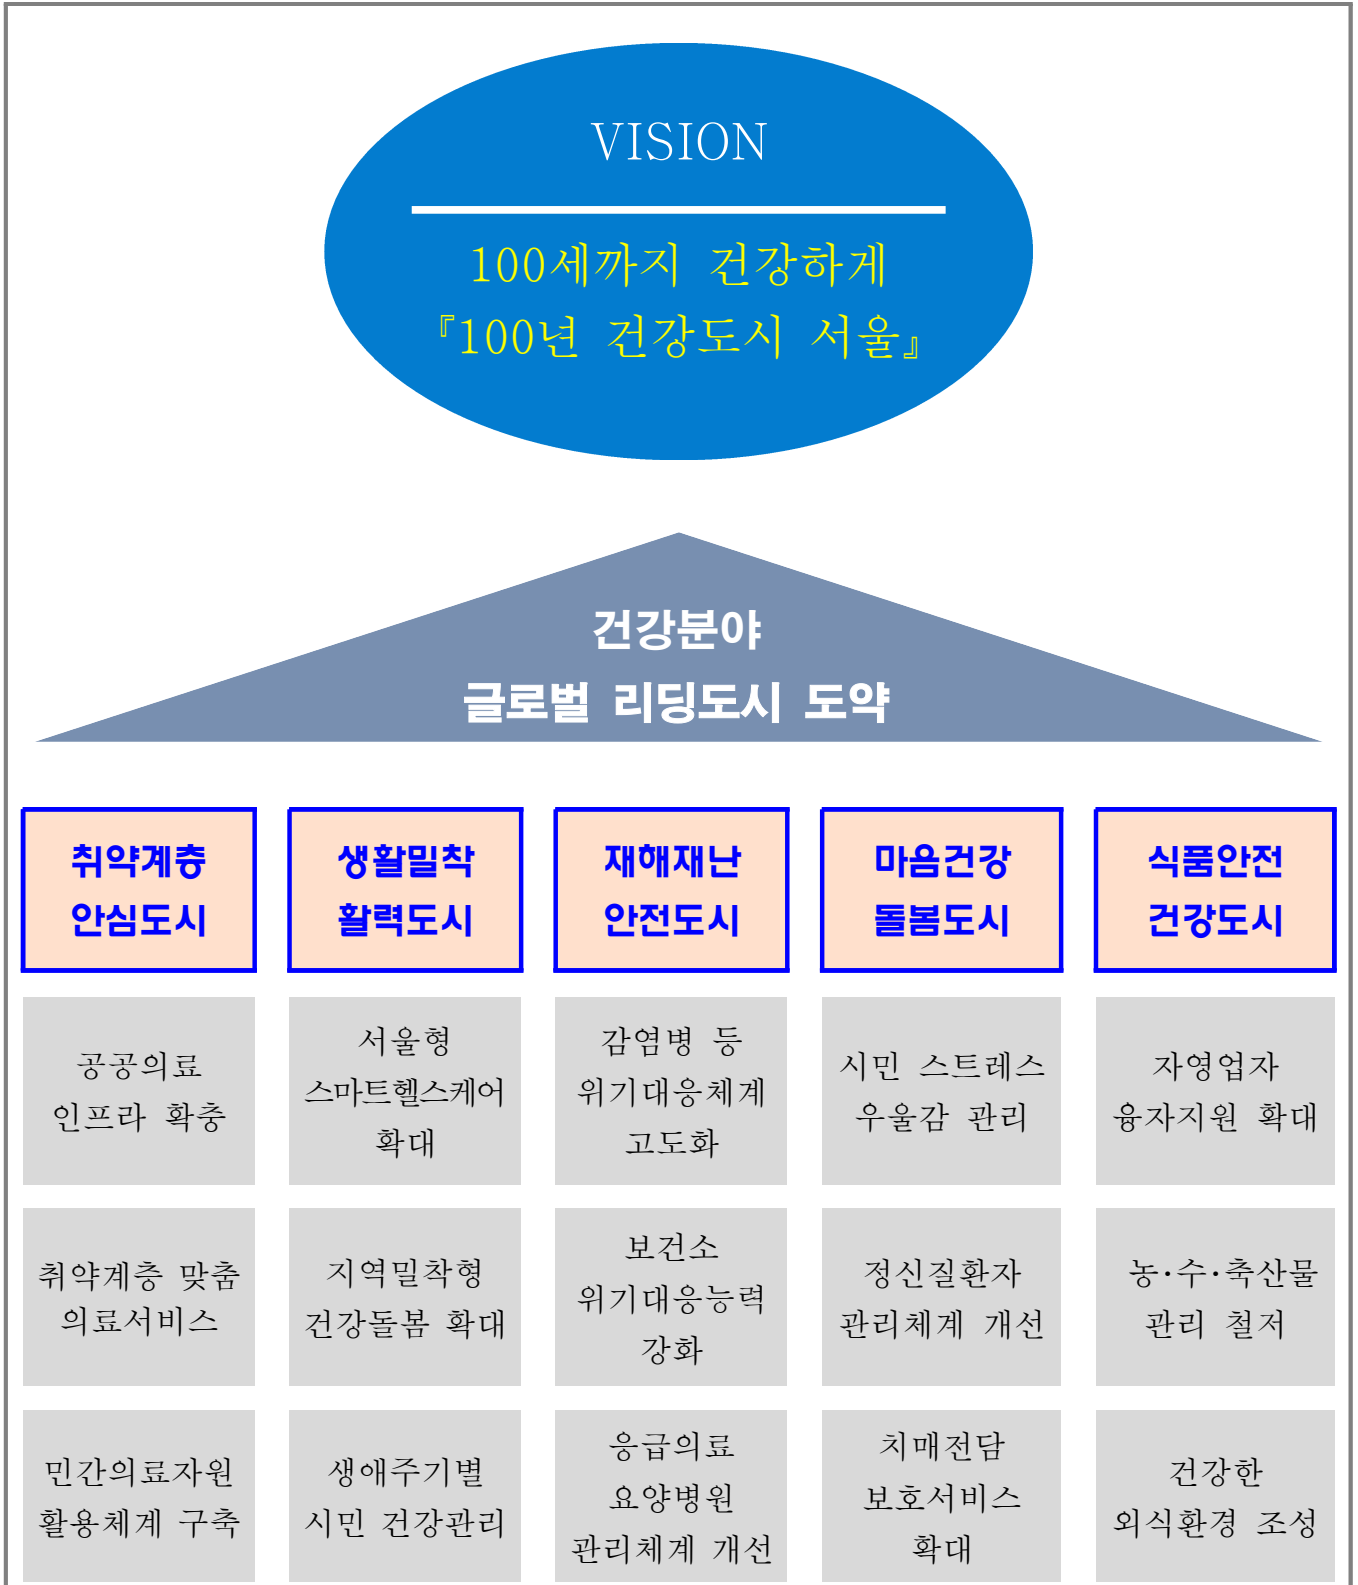 VISION
100세까지 건강하게
『100년 건강도시 서울』
건강분야
글로벌 리딩도시 도약
취약계층
안심도시
생활밀착
활력도시
재해재난
안전도시
마음건강
돌봄도시
식품안전
건강도시
공공의료
인프라 확충
서울형
스마트헬스케어
확대
감염병 등
위기대응체계
고도화
시민 스트레스
우울감 관리
자영업자
융자지원 확대
취약계층 맞춤
의료서비스
지역밀착형
건강돌봄 확대
보건소
위기대응능력
강화
정신질환자
관리체계 개선
농·수·축산물
관리 철저
민간의료자원
활용체계 구축
생애주기별
시민 건강관리
응급의료
요양병원
관리체계 개선
치매전담
보호서비스
확대
건강한
외식환경 조성